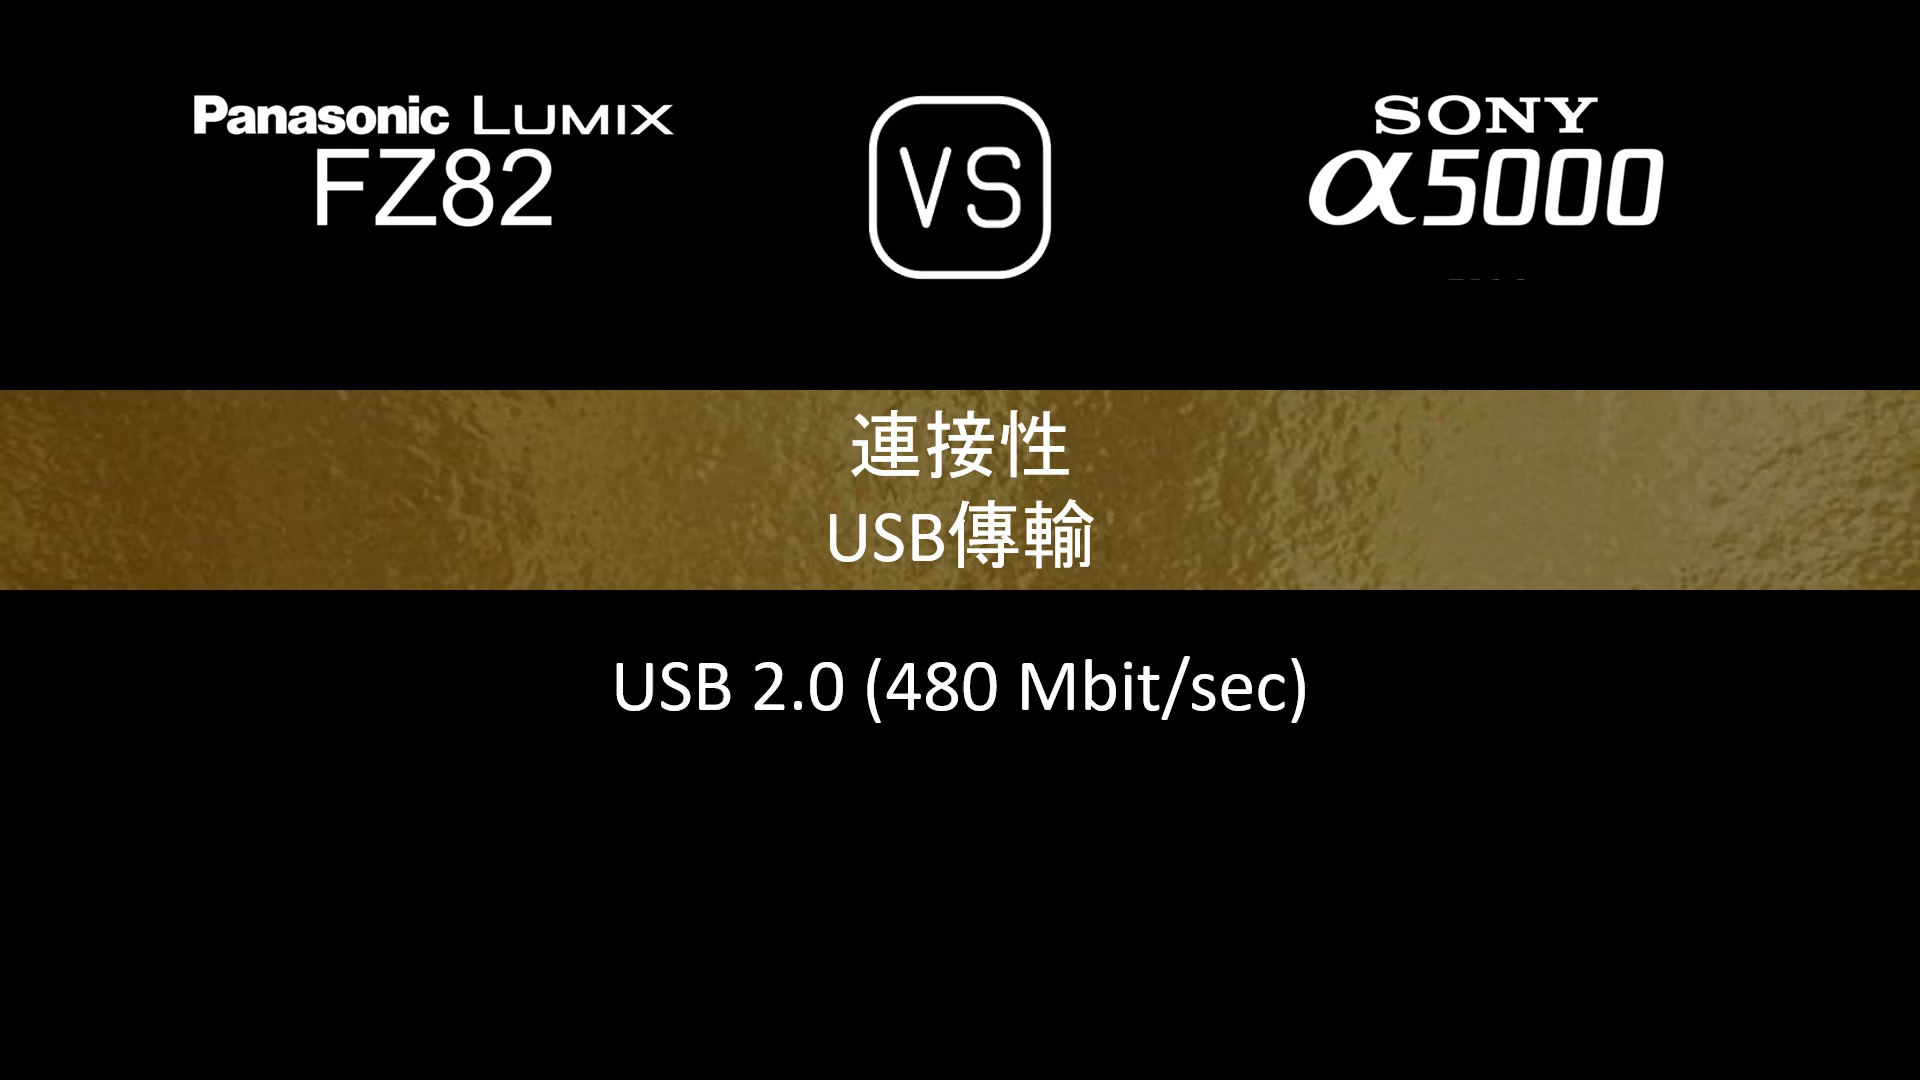 Panasonic LUMIX
FZ82
VS
SONY
α5000
連接性
USB傳輸
USB 2.0 (480 Mbit/sec)